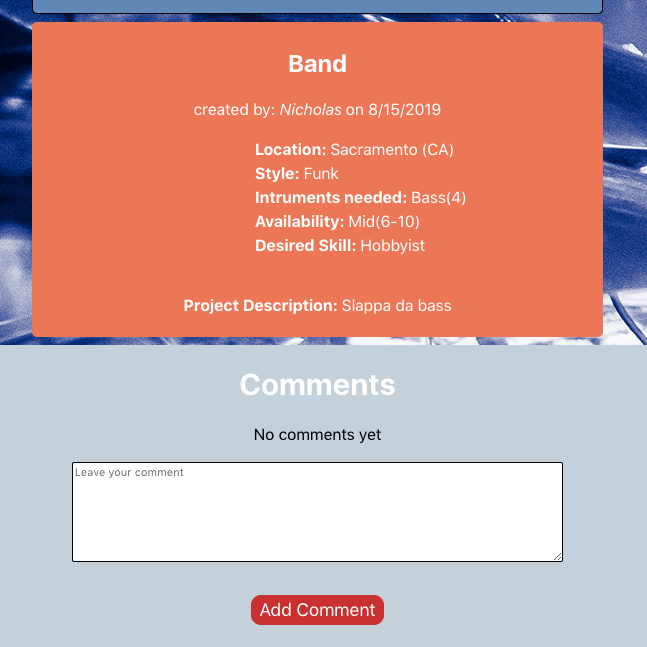 Band
created by: Nicholas on 8/15/2019
Location: Sacramento (CA)
Style: Funk
Intruments needed: Bass(4)
Availability: Mid(6-10)
Desired Skill: Hobbyist
Project Description: Slappa da bass
Comments
No comments yet
Leave your comment
Add Comment